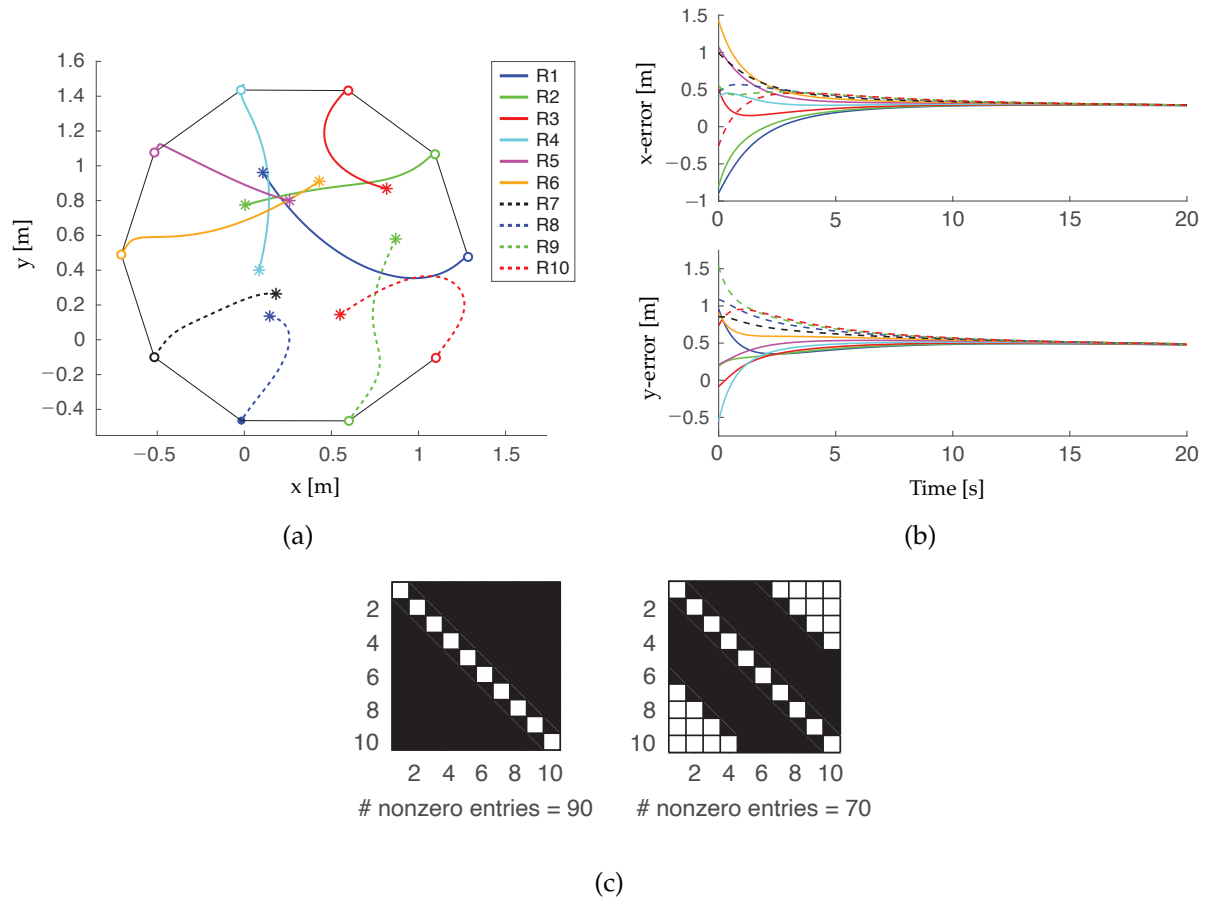 1.6
1.4
1.2
1
0.8
0.6
0.4
0.2
0
−0.2
−0.4
y [m]
−0.5
0
0.5
1
1.5
x [m]
R1
R2
R3
R4
R5
R6
R7
R8
R9
R10
(a)
1.5
1
0.5
0
−0.5
−1
x-error [m]
0
5
10
15
20
1.5
1
0.5
0
−0.5
y-error [m]
0
5
10
15
20
Time [s]
(b)
2
4
6
8
10
2 4 6 8 10
# nonzero entries = 90
2
4
6
8
10
2 4 6 8 10
# nonzero entries = 70
(c)